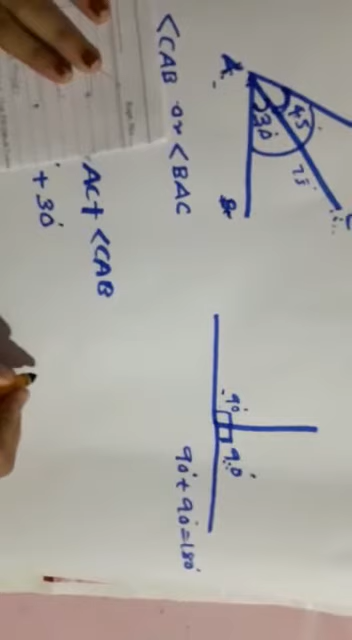 A
45°
30°
75°
C
B
<CAB or <BAC
AC + <CAB
+ 30°
90°
90°
90° + 90° = 180°